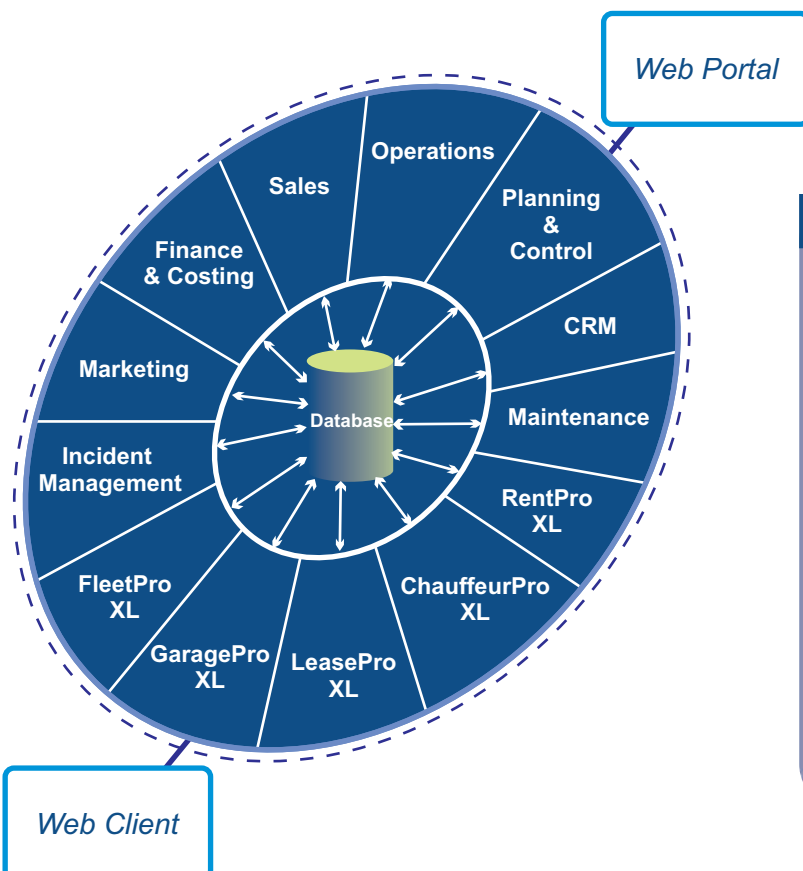 Web Portal
Operations
Sales
Planning
&
Control
Finance
& Costing
CRM
Marketing
Maintenance
Database
Incident
Management
RentPro
XL
FleetPro
XL
ChauffeurPro
XL
GaragePro
XL
LeasePro
XL
Web Client